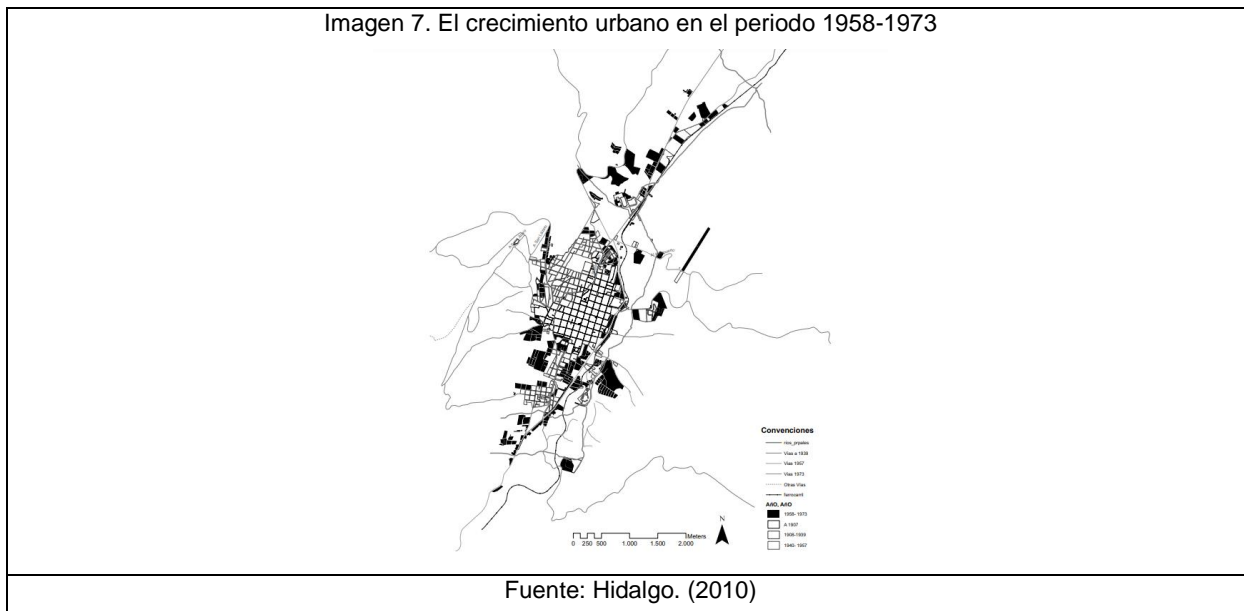 Imagen 7. El crecimiento urbano en el periodo 1958-1973
Convenciones
rios_prpales
Vias a 1939
Vias 1957
Vias 1973
Otras Vias
ferrocarril
AñO, AñO
1958- 1973
A 1907
1908-1939
1940- 1957
N
Meters
0 250 500 1.000 1.500 2.000
Fuente: Hidalgo. (2010)